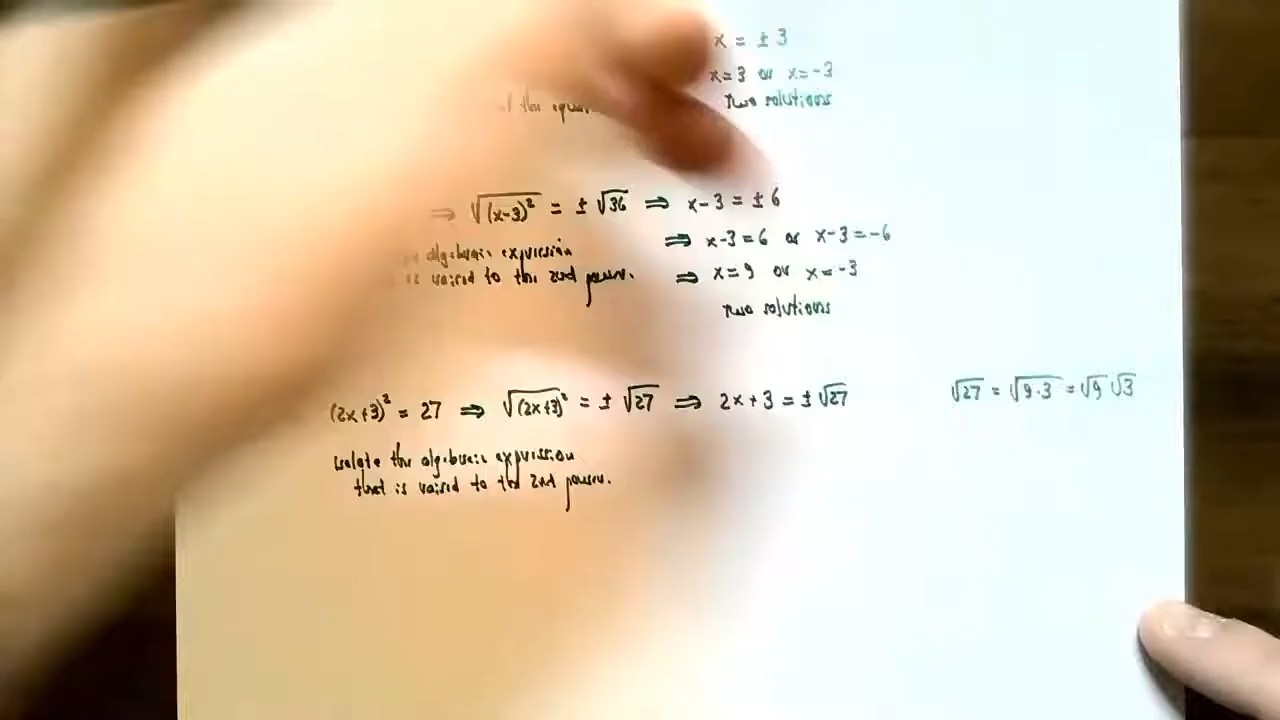 x = ± 3
x=3 or x=-3
the
two solutions
⇒ √(x-3)² = ± √36 ⇒ x-3 = ± 6
⇒ x-3=6 or x-3=-6
algebraic expression
is raised to the 2nd power.
⇒ x=9 or x=-3
two solutions
(2x+3)² = 27 ⇒ √(2x+3)² = ± √27 ⇒ 2x+3 = ± √27
√27 = √9·3 = √9 √3
Isolate the algebraic expression
that is raised to the 2nd power.